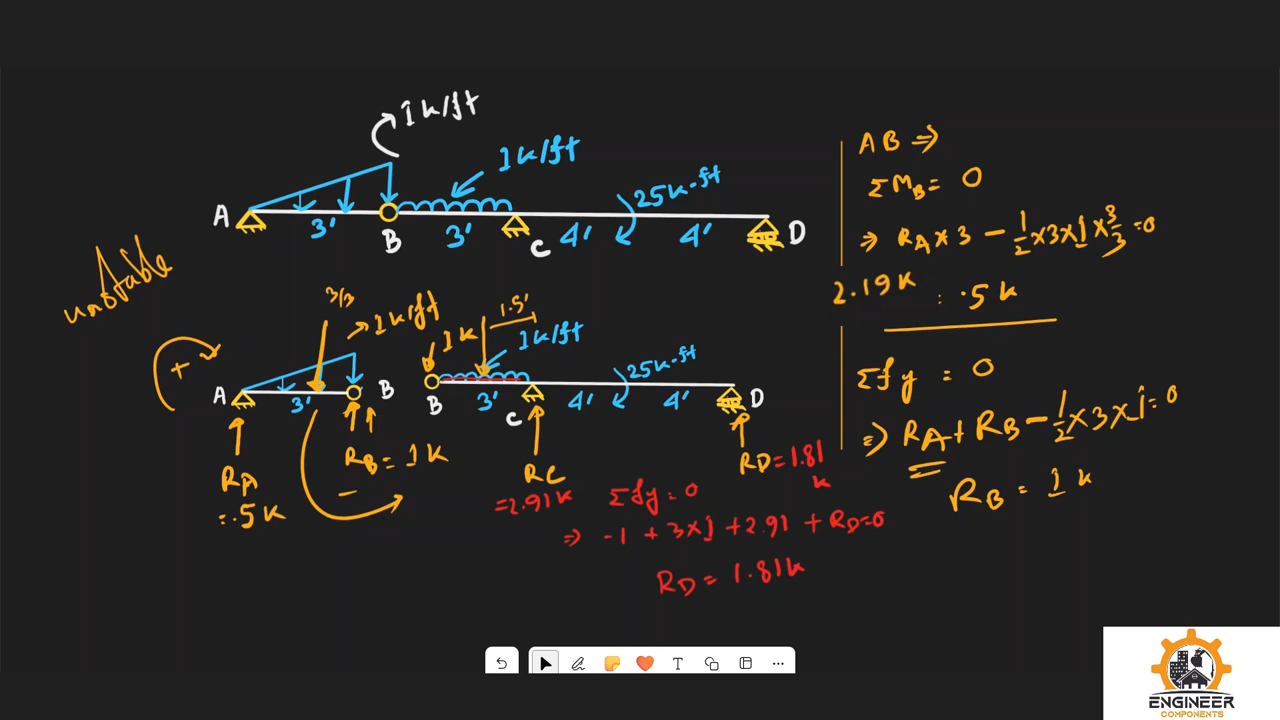 1 k/ft
1 k/ft
25 k-ft
A
3'
B
3'
C
4'
4'
D
unstable
3/3
1 k/ft
1 k
1.5'
1 k/ft
25 k-ft
+
A
3'
B
B
3'
C
4'
4'
D
RA
= .5 k
RB = 1 k
-
RC
= 2.91 k
RD = 1.81
k
Σfy = 0
⇒ -1 + 3×1 + 2.91 + RD = 0
RD = 1.81 k
AB ⇒
ΣMB = 0
⇒ RA × 3 - 1/2 × 3 × 1 × 3/3 = 0
2.19 k
: .5 k
Σfy = 0
⇒ RA + RB - 1/2 × 3 × 1 = 0
RB = 1 k
T
ENGINEER
COMPONENTS